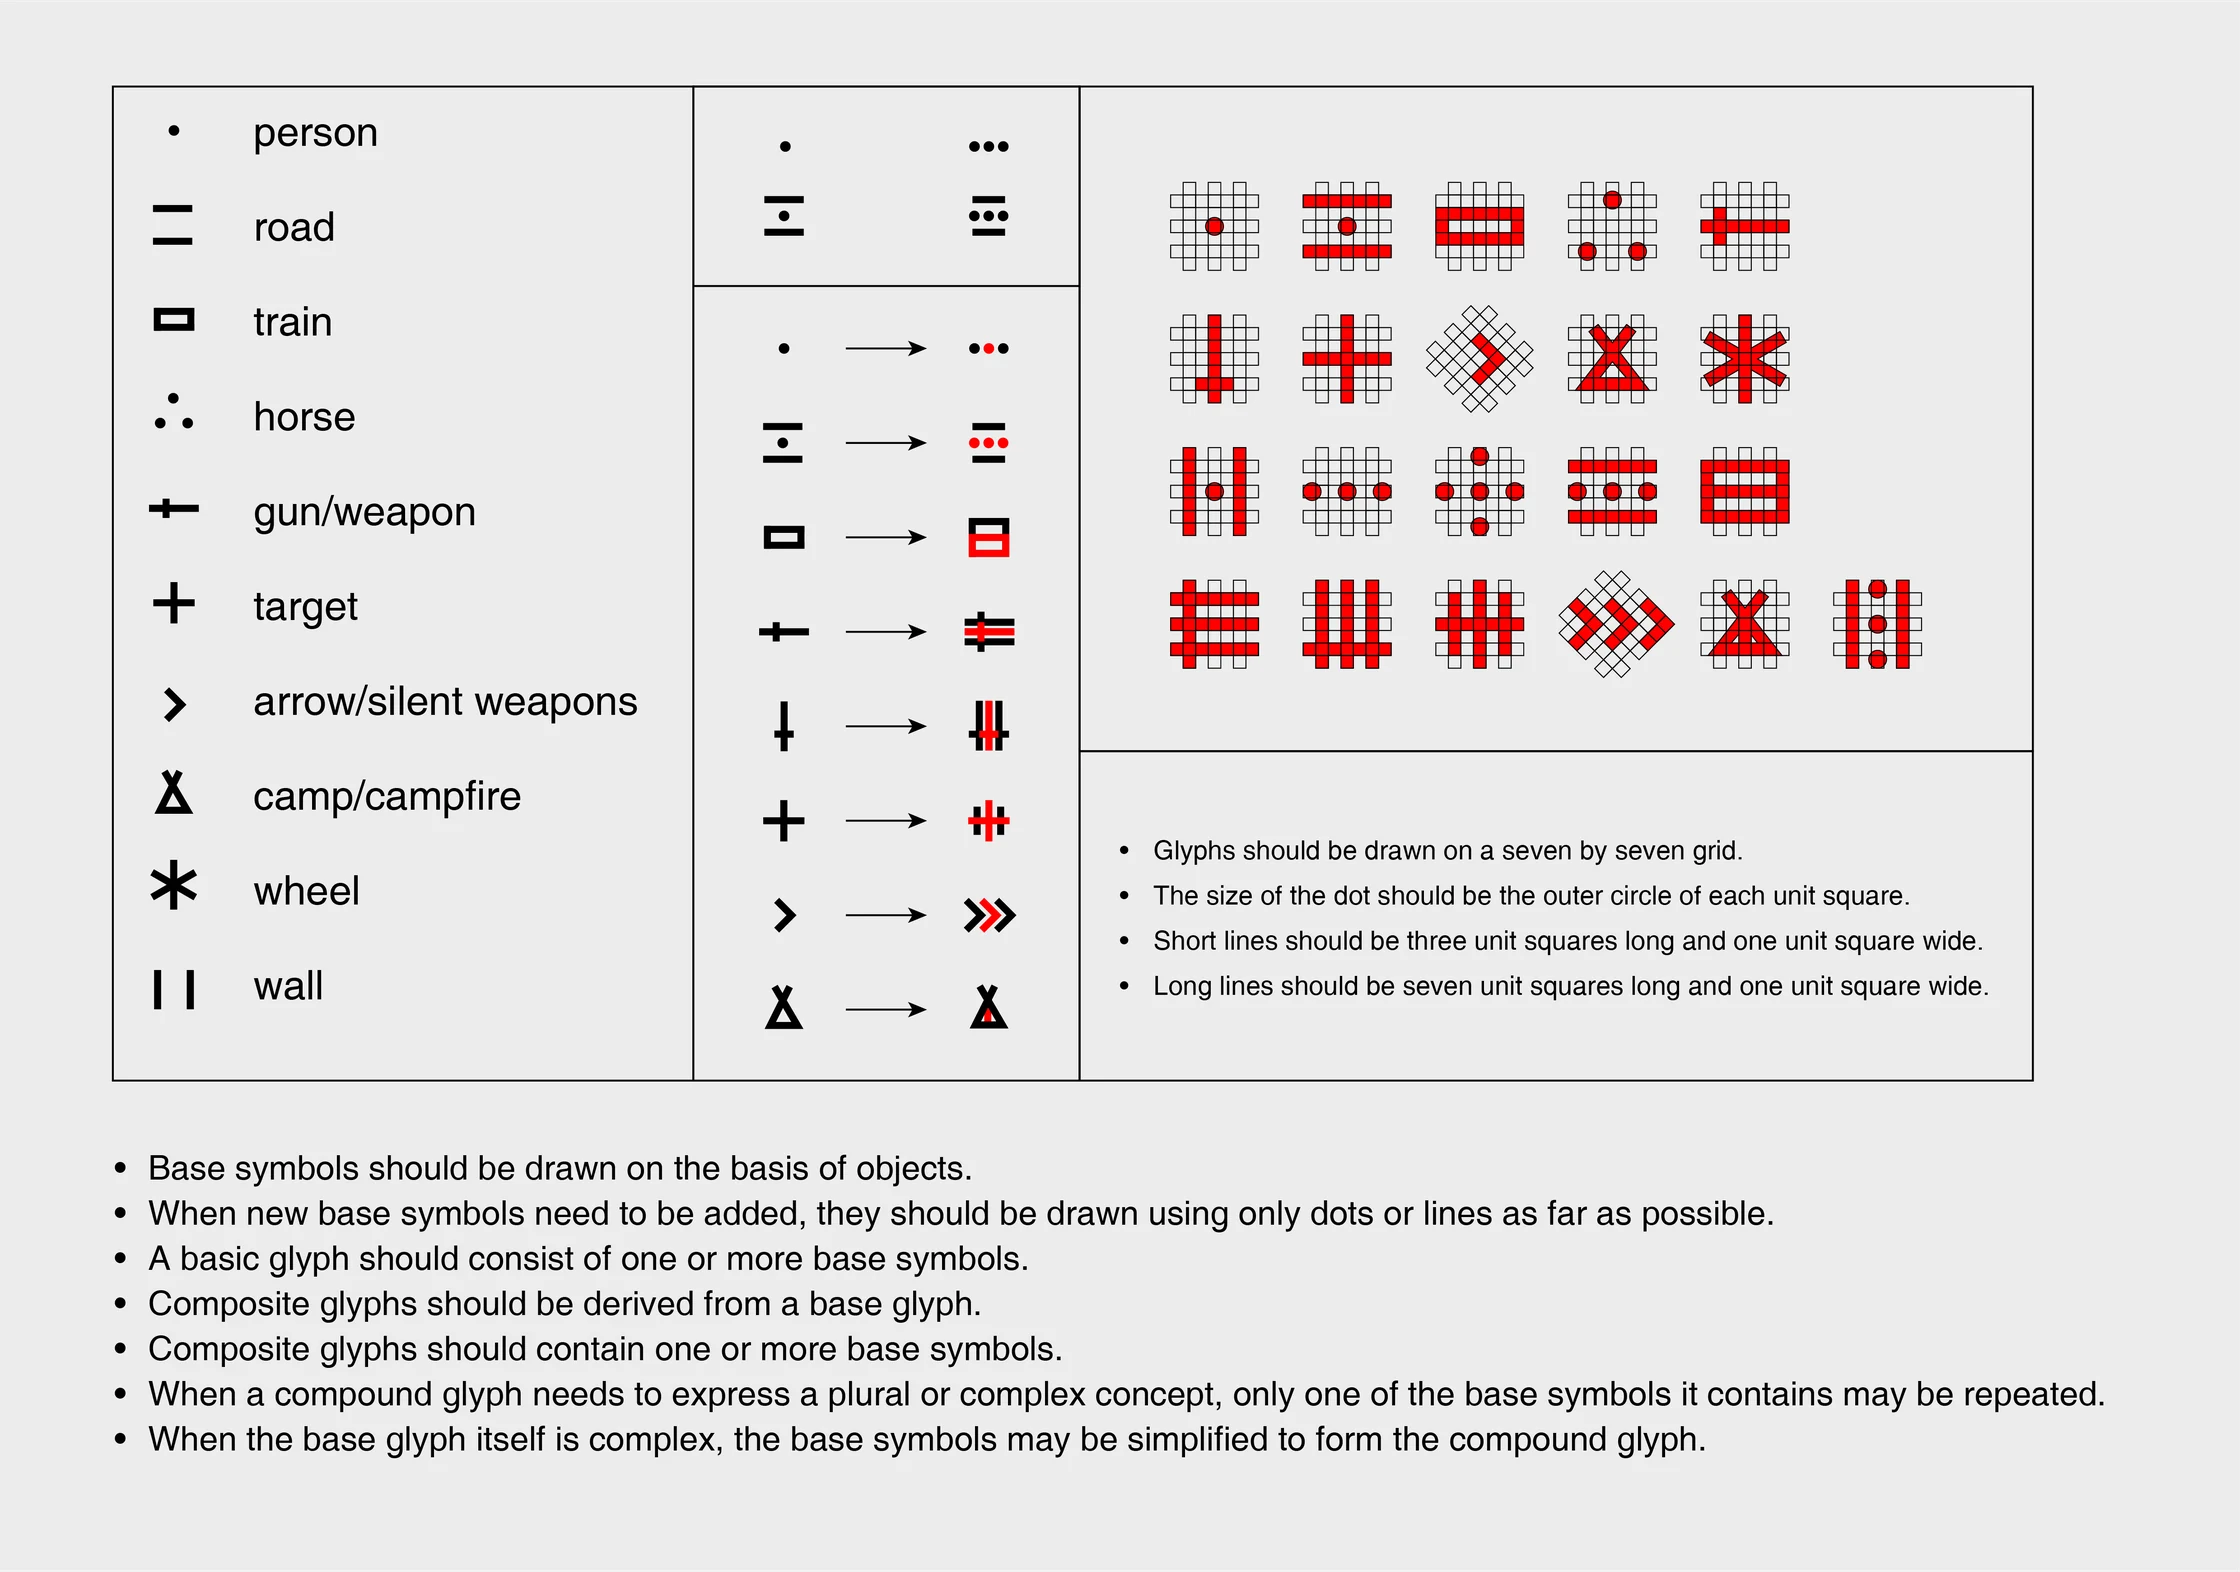 person
road
train
horse
gun/weapon
target
arrow/silent weapons
camp/campfire
wheel
wall
• Glyphs should be drawn on a seven by seven grid.
• The size of the dot should be the outer circle of each unit square.
• Short lines should be three unit squares long and one unit square wide.
• Long lines should be seven unit squares long and one unit square wide.
• Base symbols should be drawn on the basis of objects.
• When new base symbols need to be added, they should be drawn using only dots or lines as far as possible.
• A basic glyph should consist of one or more base symbols.
• Composite glyphs should be derived from a base glyph.
• Composite glyphs should contain one or more base symbols.
• When a compound glyph needs to express a plural or complex concept, only one of the base symbols it contains may be repeated.
• When the base glyph itself is complex, the base symbols may be simplified to form the compound glyph.